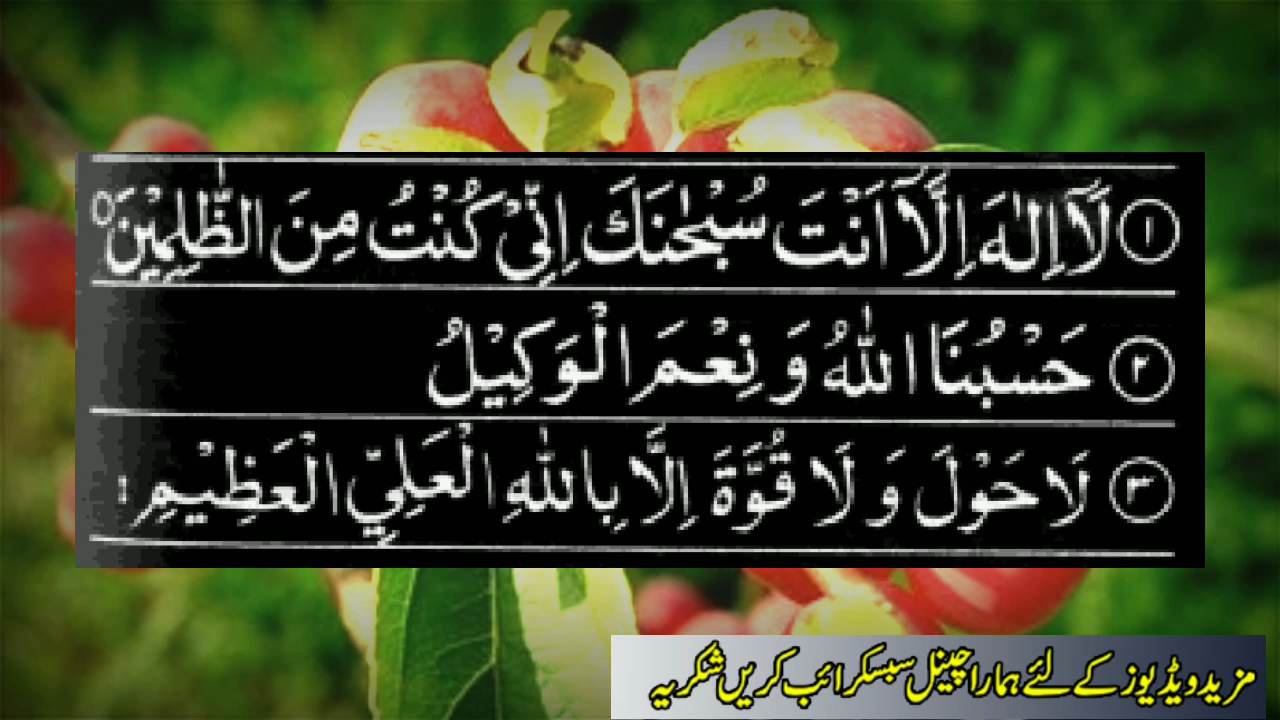 ۱ لَآ اِلٰهَ اِلَّآ اَنْتَ سُبْحٰنَكَ اِنِّیْ كُنْتُ مِنَ الظّٰلِمِیْنَ
۲ حَسْبُنَا اللّٰهُ وَ نِعْمَ الْوَكِیْلُ
۳ لَا حَوْلَ وَ لَا قُوَّةَ اِلَّا بِاللّٰهِ الْعَلِیِّ الْعَظِیْمِ:
مزید ویڈیوز کے لئے ہمارا چینل سبسکرائب کریں شکریہ